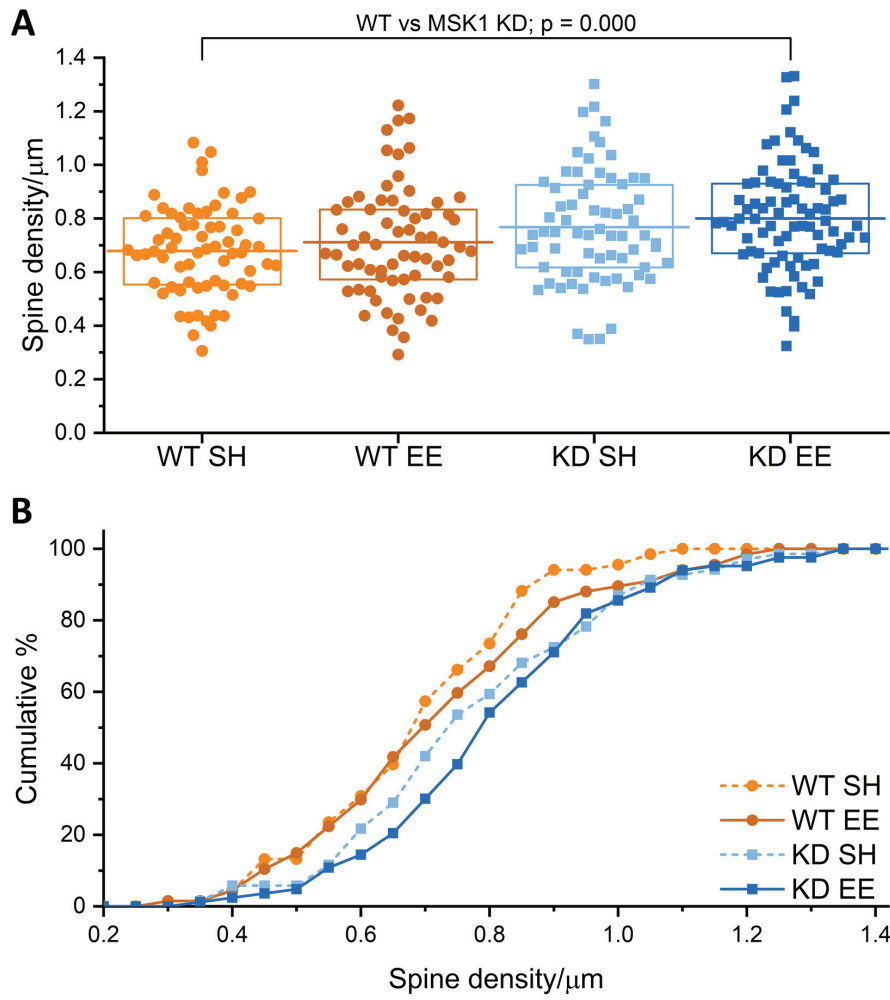 A
WT vs MSK1 KD; p = 0.000
Spine density/μm
1.4
1.2
1.0
0.8
0.6
0.4
0.2
0.0
WT SH WT EE KD SH KD EE
B
Cumulative %
100
80
60
40
20
0
WT SH
WT EE
KD SH
KD EE
0.2 0.4 0.6 0.8 1.0 1.2 1.4
Spine density/μm